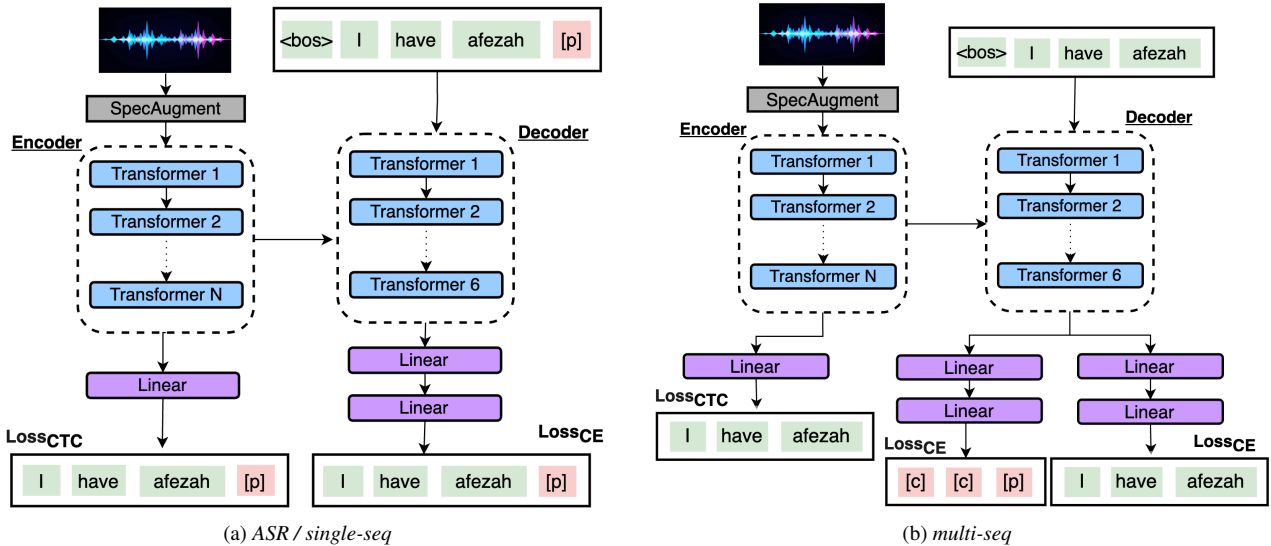 <bos> I have afezah [p]
SpecAugment
Encoder
Decoder
Transformer 1
Transformer 2
Transformer N
Transformer 1
Transformer 2
Transformer 6
Linear
Linear
Linear
LossCTC
LossCE
I have afezah [p]
I have afezah [p]
(a) ASR / single-seq
<bos> I have afezah
SpecAugment
Encoder
Decoder
Transformer 1
Transformer 2
Transformer N
Transformer 1
Transformer 2
Transformer 6
Linear
Linear
Linear
Linear
Linear
LossCTC
I have afezah
LossCE
LossCE
[c] [c] [p]
I have afezah
(b) multi-seq